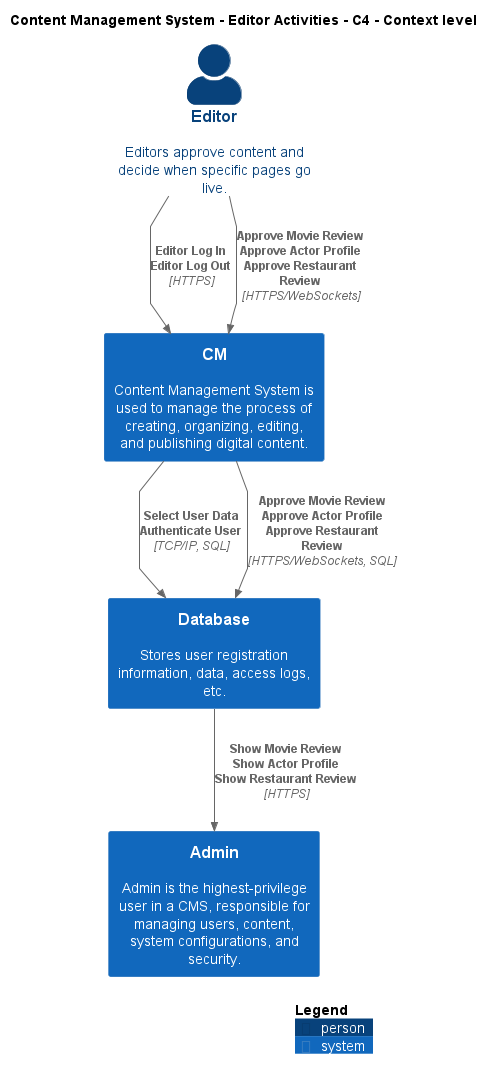 Content Management System - Editor Activities - C4 - Context level
Editor
Editors approve content and
decide when specific pages go
live.
Editor Log In
Editor Log Out
[HTTPS]
Approve Movie Review
Approve Actor Profile
Approve Restaurant
Review
[HTTPS/WebSockets]
CM
Content Management System is
used to manage the process of
creating, organizing, editing,
and publishing digital content.
Select User Data
Authenticate User
[TCP/IP, SQL]
Approve Movie Review
Approve Actor Profile
Approve Restaurant
Review
[HTTPS/WebSockets, SQL]
Database
Stores user registration
information, data, access logs,
etc.
Show Movie Review
Show Actor Profile
Show Restaurant Review
[HTTPS]
Admin
Admin is the highest-privilege
user in a CMS, responsible for
managing users, content,
system configurations, and
security.
Legend
person
system